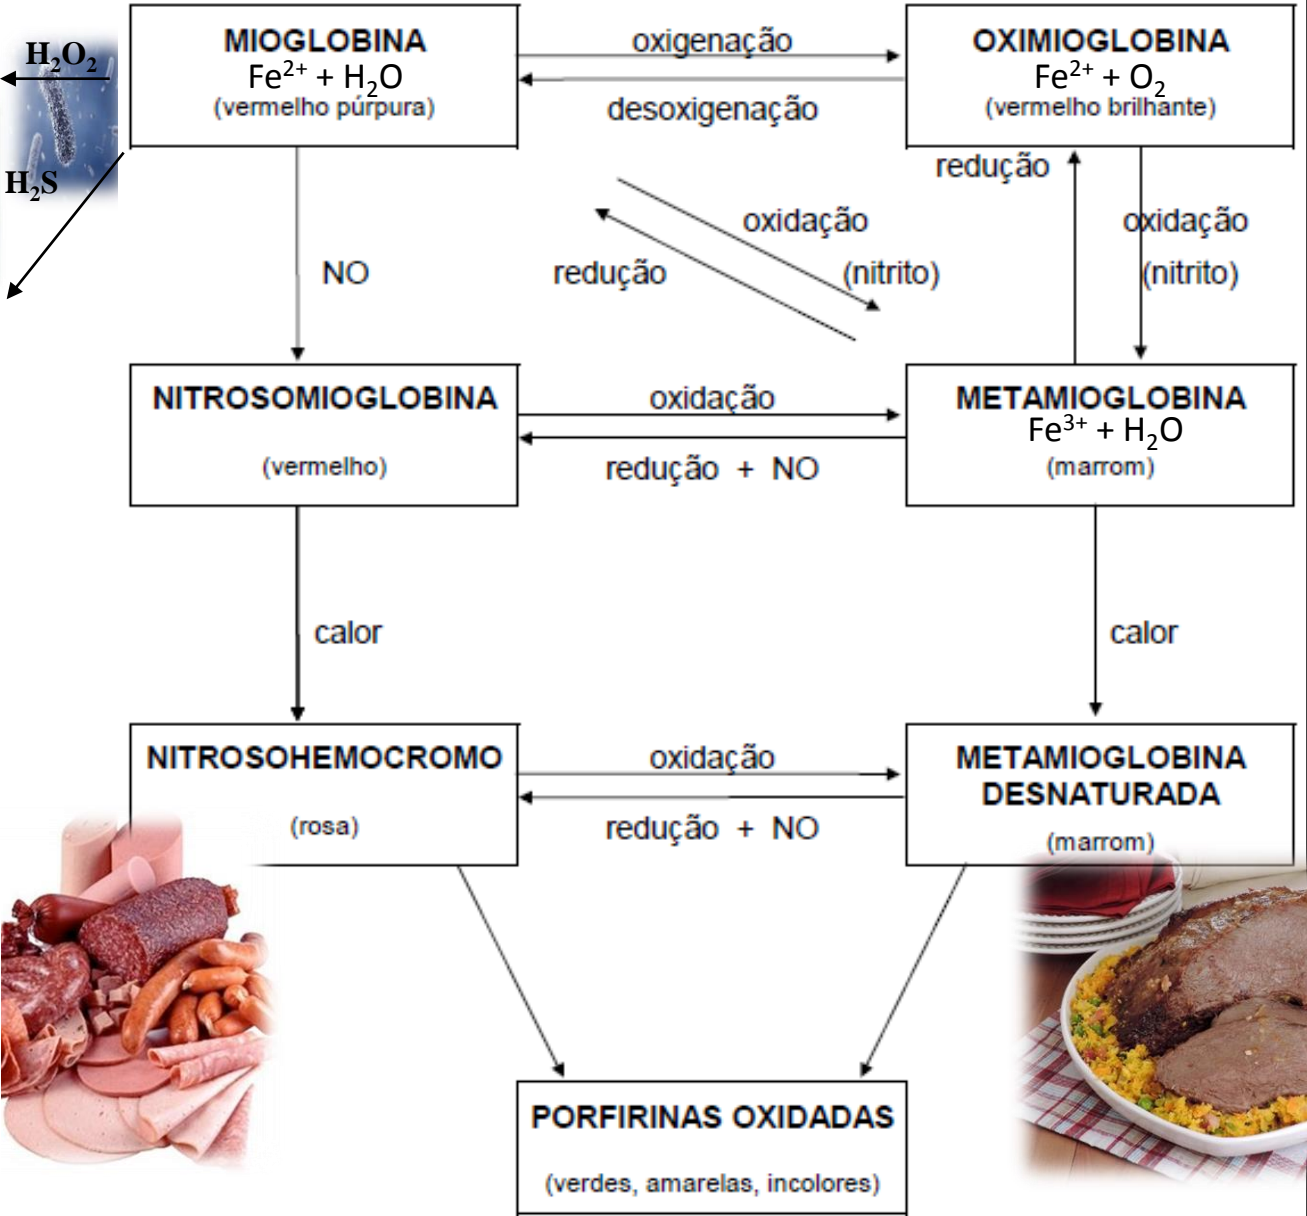 MIOGLOBINA
Fe²⁺ + H₂O
(vermelho púrpura)
oxigenação
desoxigenação
OXIMIOGLOBINA
Fe²⁺ + O₂
(vermelho brilhante)
H₂O₂
H₂S
NO
oxidação
(nitrito)
redução
redução
oxidação
(nitrito)
NITROSOMIOGLOBINA
(vermelho)
oxidação
redução + NO
METAMIOGLOBINA
Fe³⁺ + H₂O
(marrom)
calor
calor
NITROSOHEMOCROMO
(rosa)
oxidação
redução + NO
METAMIOGLOBINA
DESNATURADA
(marrom)
PORFIRINAS OXIDADAS
(verdes, amarelas, incolores)